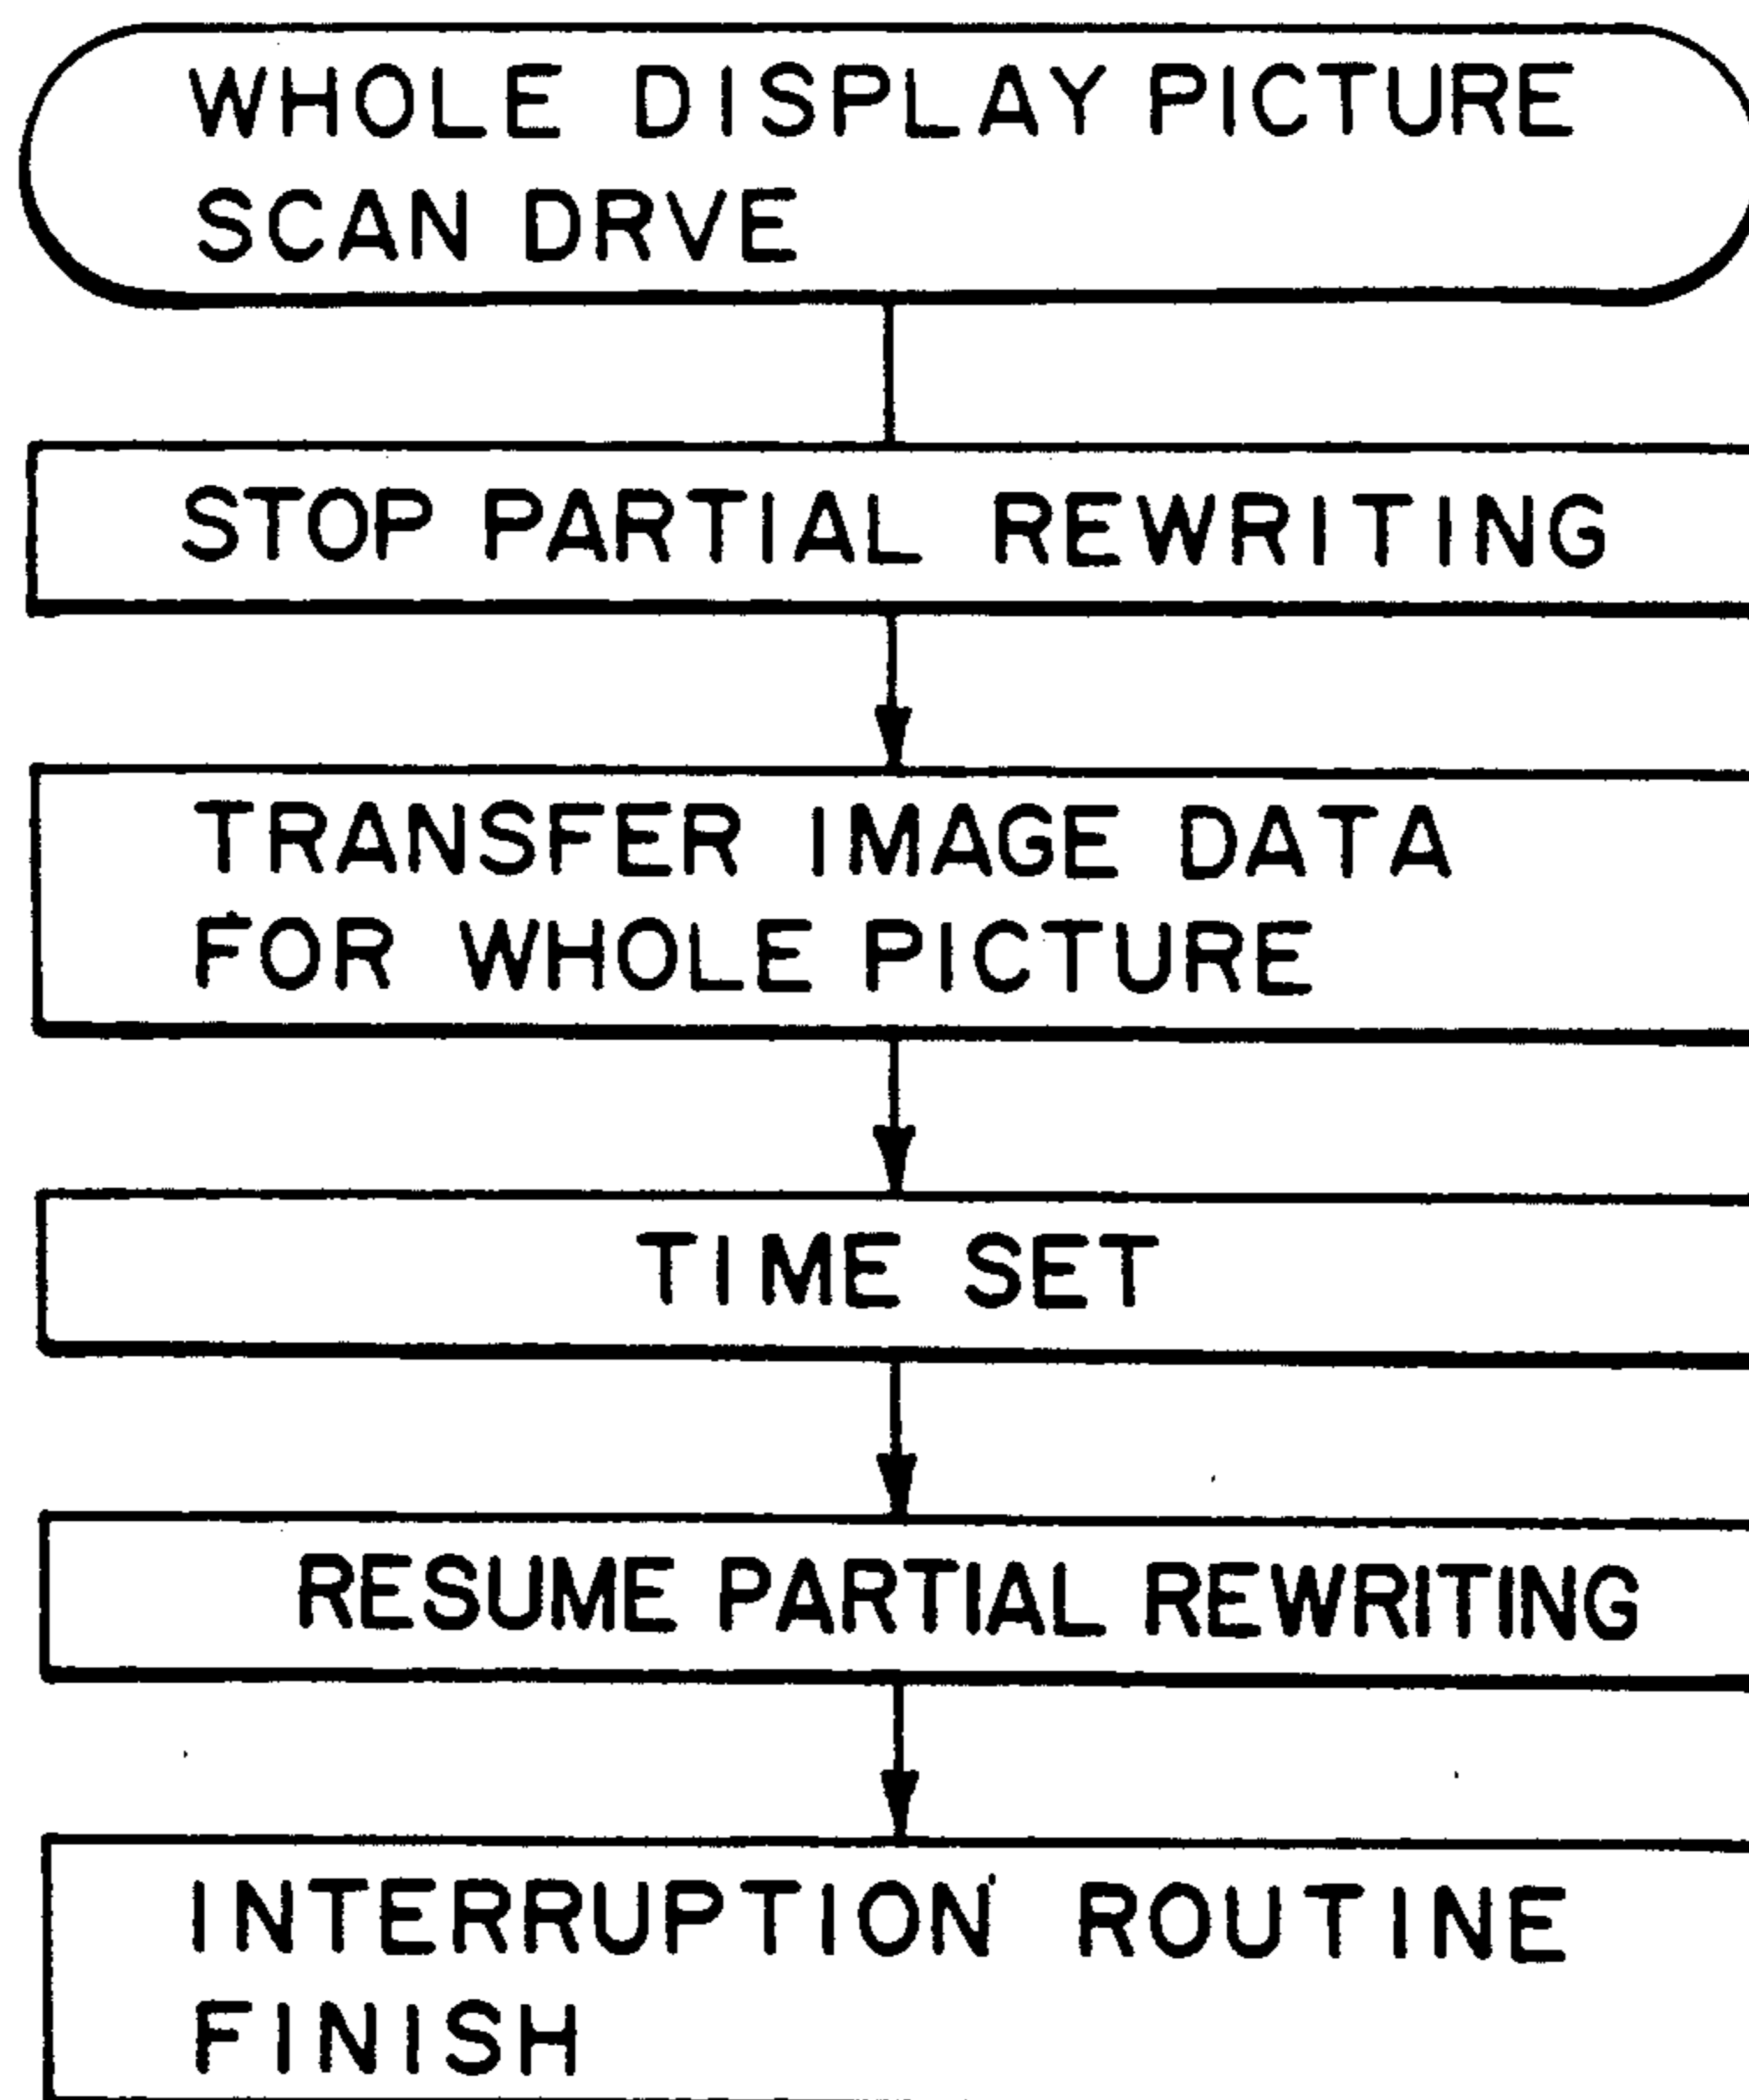 WHOLE DISPLAY PICTURE
SCAN DRVE
STOP PARTIAL REWRITING
TRANSFER IMAGE DATA
FOR WHOLE PICTURE
TIME SET
RESUME PARTIAL REWRITING
INTERRUPTION ROUTINE
FINISH